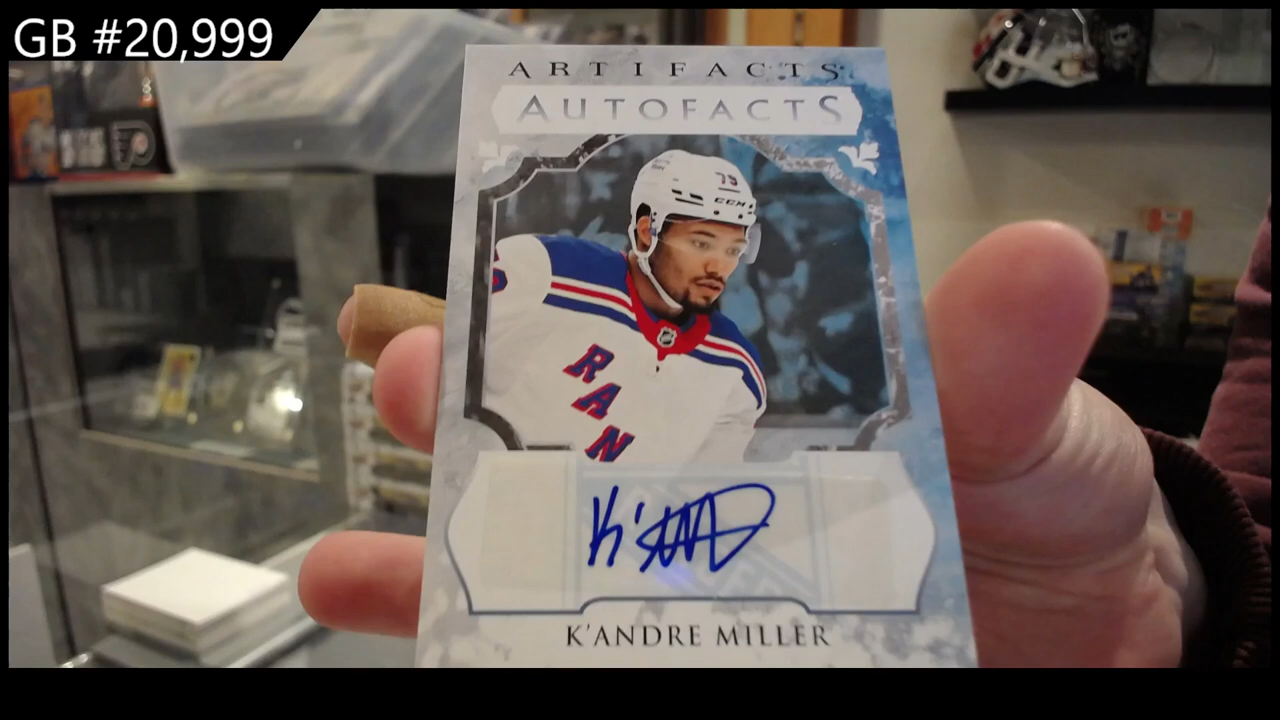 GB #20,999
ARTIFACTS
AUTOFACTS
79
CCM
RAN
K'ANDRE MILLER